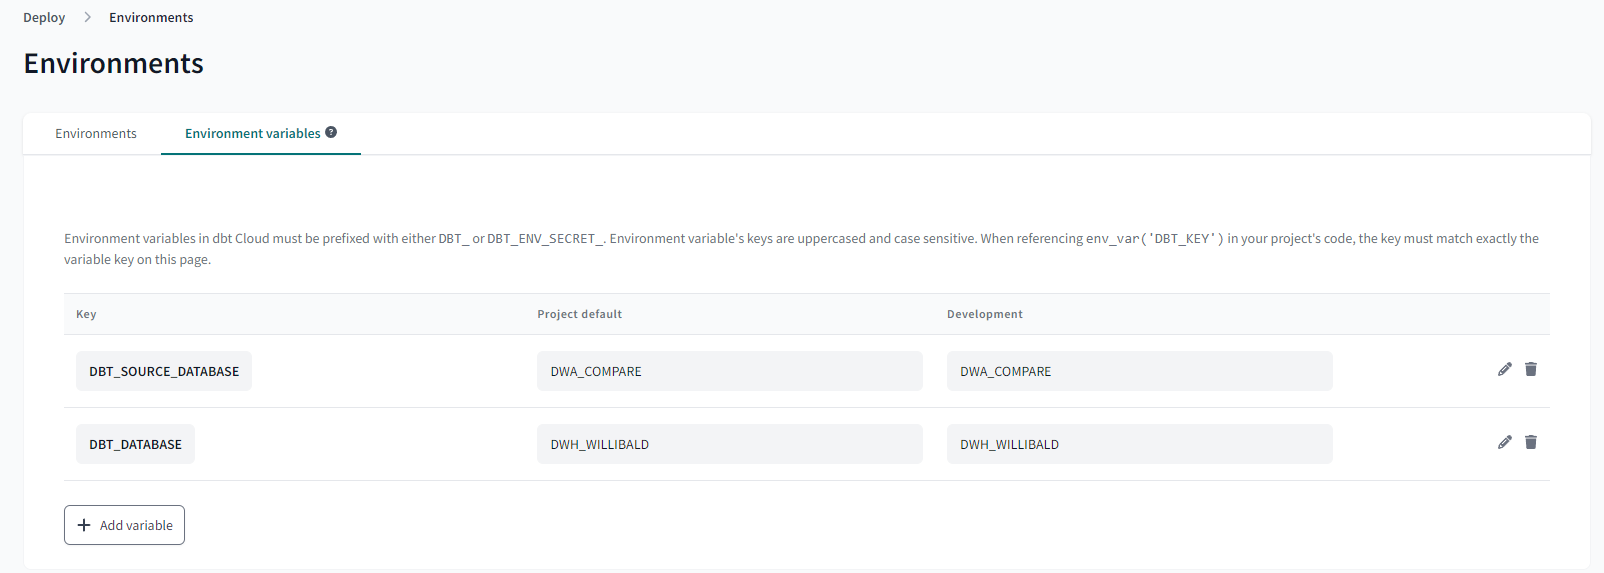 Deploy > Environments
Environments
Environments Environment variables ?
Environment variables in dbt Cloud must be prefixed with either DBT_ or DBT_ENV_SECRET_. Environment variable's keys are uppercased and case sensitive. When referencing env_var('DBT_KEY') in your project's code, the key must match exactly the
variable key on this page.
Key Project default Development
DBT_SOURCE_DATABASE DWA_COMPARE DWA_COMPARE
DBT_DATABASE DWH_WILLIBALD DWH_WILLIBALD
+ Add variable